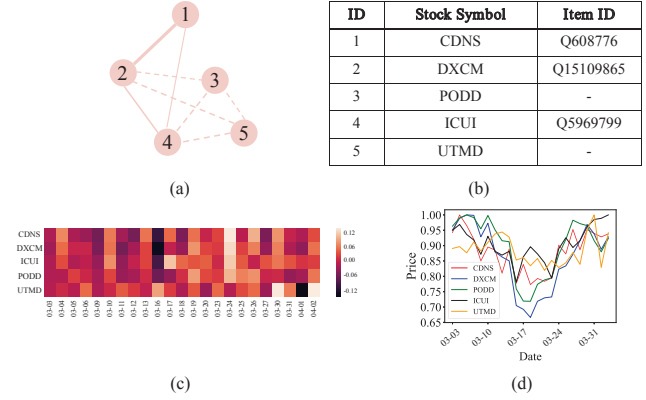 1
2
3
4
5
(a)
ID Stock Symbol Item ID
1 CDNS Q608776
2 DXCM Q15109865
3 PODD -
4 ICUI Q5969799
5 UTMD -
(b)
CDNS
DXCM
ICUI
PODD
UTMD
03-03 03-04 03-05 03-06 03-09 03-10 03-11 03-12 03-13 03-16 03-17 03-18 03-19 03-20 03-23 03-24 03-25 03-26 03-27 03-30 03-31 04-01 04-02
0.12
0.06
0.00
-0.06
-0.12
(c)
1.00
0.95
0.90
0.85
0.80
0.75
0.70
0.65
Price
CDNS
DXCM
PODD
ICUI
UTMD
03-03 03-10 03-17 03-24 03-31
Date
(d)